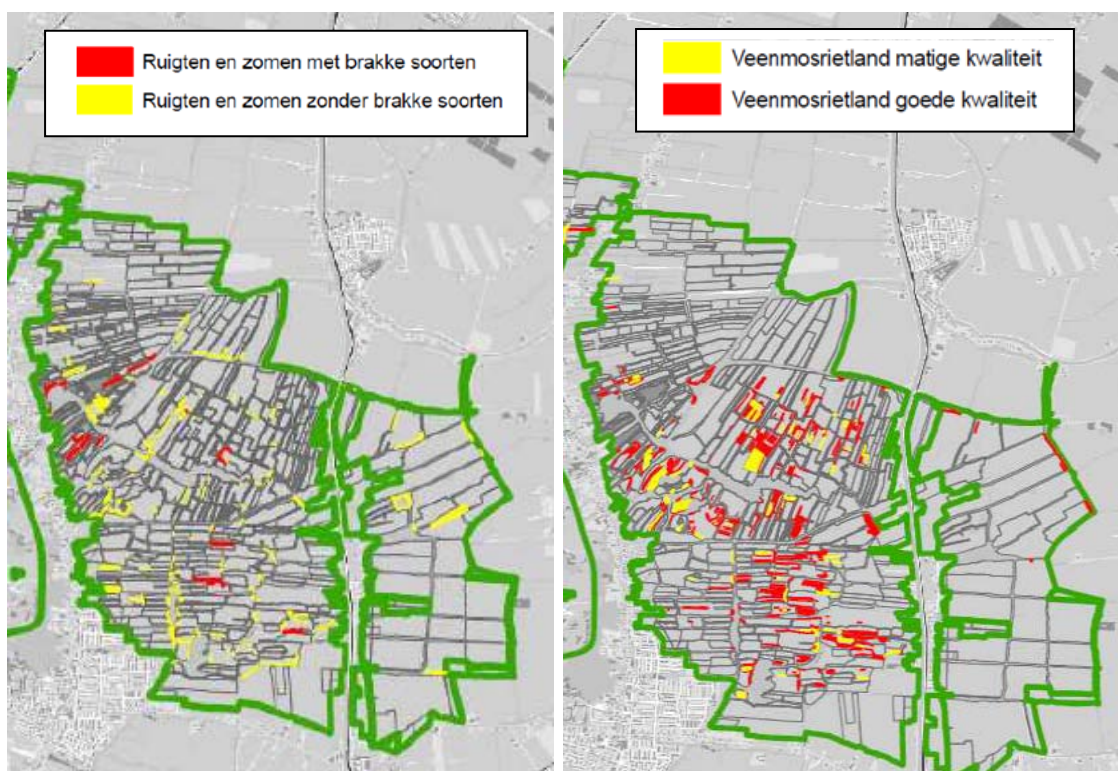 Ruigten en zomen met brakke soorten
Ruigten en zomen zonder brakke soorten
Veenmosrietland matige kwaliteit
Veenmosrietland goede kwaliteit